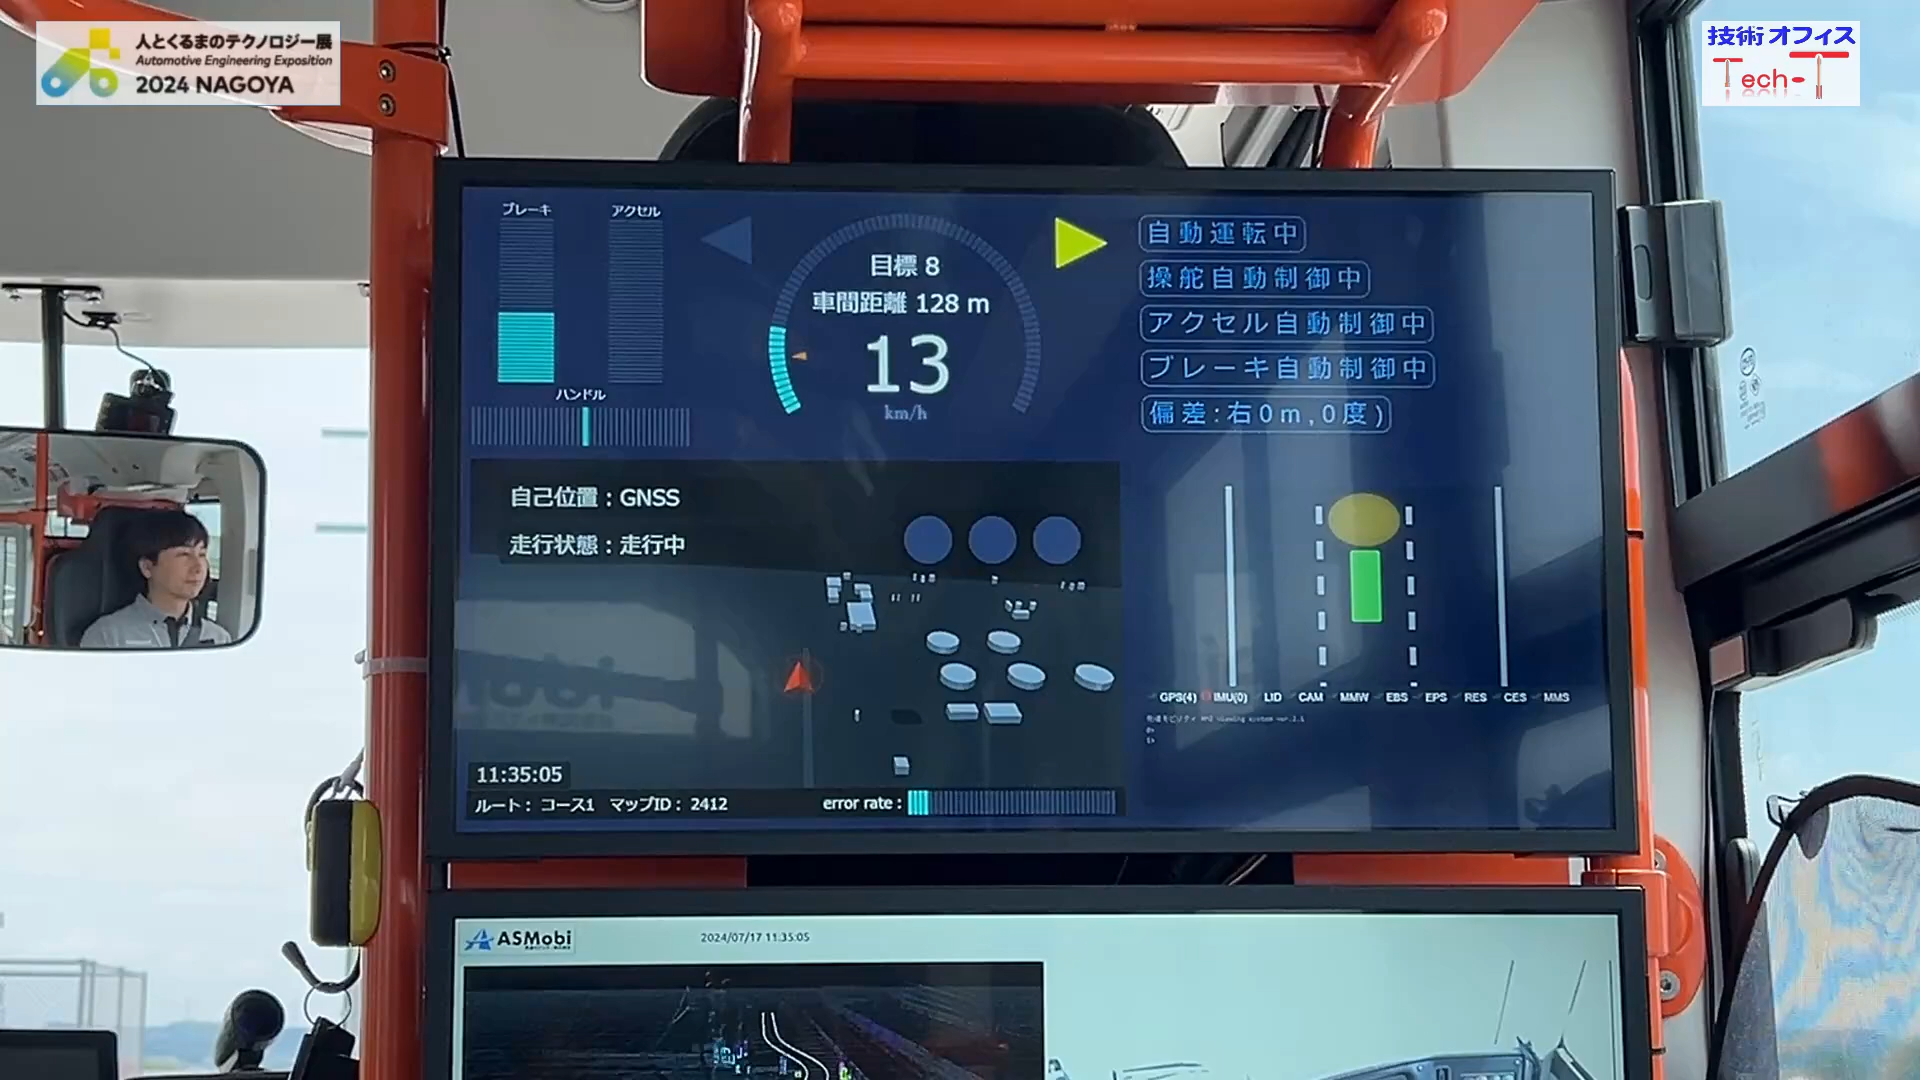 人とくるまのテクノロジー展
Automotive Engineering Exposition
2024 NAGOYA
技術オフィス
Tech-T
ブレーキ
アクセル
ハンドル
目標 8
車間距離 128 m
13
km/h
自動運転中
操舵自動制御中
アクセル自動制御中
ブレーキ自動制御中
偏差:右0m,0度)
自己位置:GNSS
走行状態:走行中
GPS(4) IMU(0) LID CAM MMW EBS EPS RES CES MMS
11:35:05
ルート: コース1 マップID: 2412
error rate:
ASMobi
2024/07/17 11:35:05